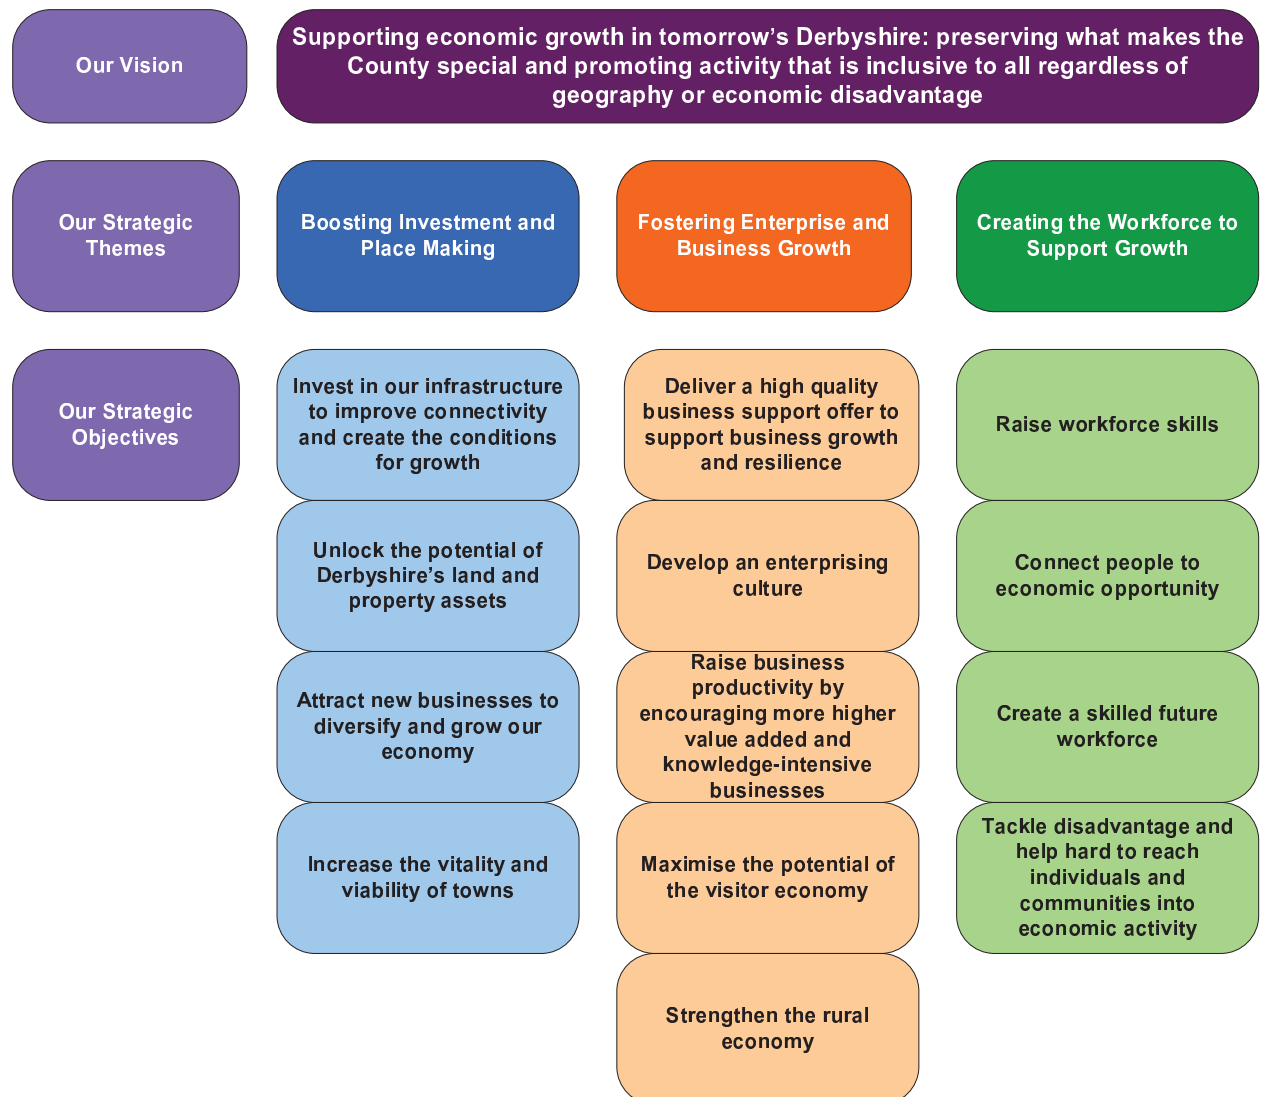 Our Vision
Supporting economic growth in tomorrow’s Derbyshire: preserving what makes the
County special and promoting activity that is inclusive to all regardless of
geography or economic disadvantage
Our Strategic
Themes
Boosting Investment and
Place Making
Fostering Enterprise and
Business Growth
Creating the Workforce to
Support Growth
Our Strategic
Objectives
Invest in our infrastructure
to improve connectivity
and create the conditions
for growth
Unlock the potential of
Derbyshire’s land and
property assets
Attract new businesses to
diversify and grow our
economy
Increase the vitality and
viability of towns
Deliver a high quality
business support offer to
support business growth
and resilience
Develop an enterprising
culture
Raise business
productivity by
encouraging more higher
value added and
knowledge-intensive
businesses
Maximise the potential of
the visitor economy
Strengthen the rural
economy
Raise workforce skills
Connect people to
economic opportunity
Create a skilled future
workforce
Tackle disadvantage and
help hard to reach
individuals and
communities into
economic activity